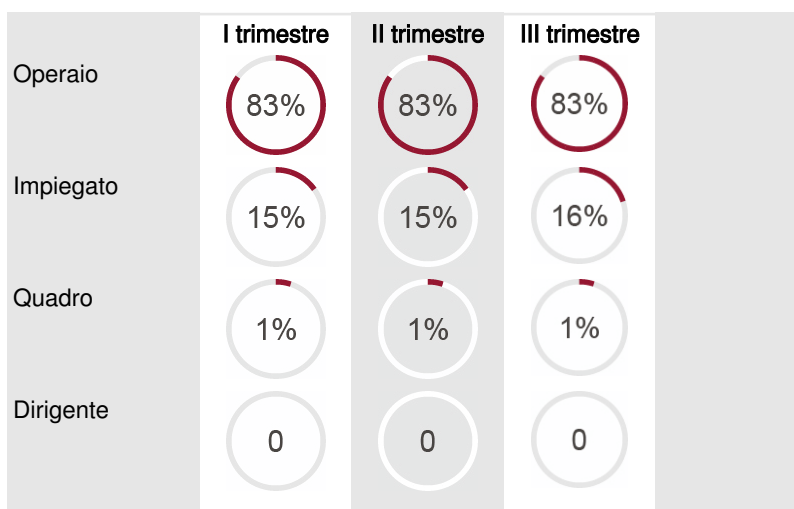 I trimestre II trimestre III trimestre
Operaio 83% 83% 83%
Impiegato 15% 15% 16%
Quadro 1% 1% 1%
Dirigente 0 0 0